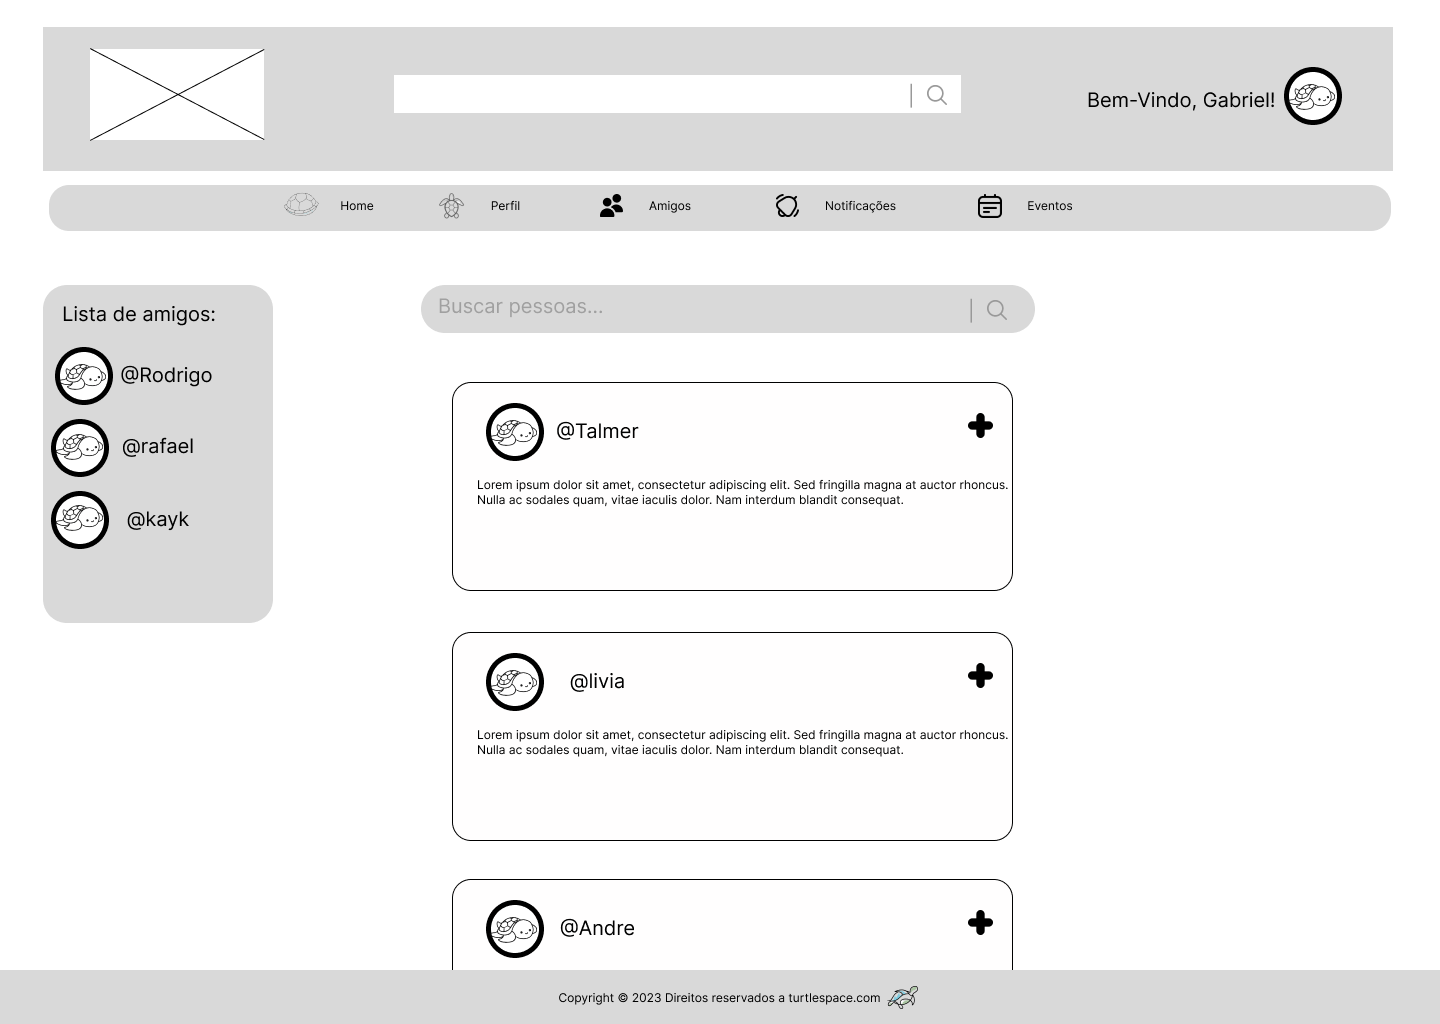 Bem-Vindo, Gabriel!
Home
Perfil
Amigos
Notificações
Eventos
Lista de amigos:
@Rodrigo
@rafael
@kayk
Buscar pessoas...
@Talmer
Lorem ipsum dolor sit amet, consectetur adipiscing elit. Sed fringilla magna at auctor rhoncus.
Nulla ac sodales quam, vitae iaculis dolor. Nam interdum blandit consequat.
@livia
Lorem ipsum dolor sit amet, consectetur adipiscing elit. Sed fringilla magna at auctor rhoncus.
Nulla ac sodales quam, vitae iaculis dolor. Nam interdum blandit consequat.
@Andre
Copyright © 2023 Direitos reservados a turtlespace.com